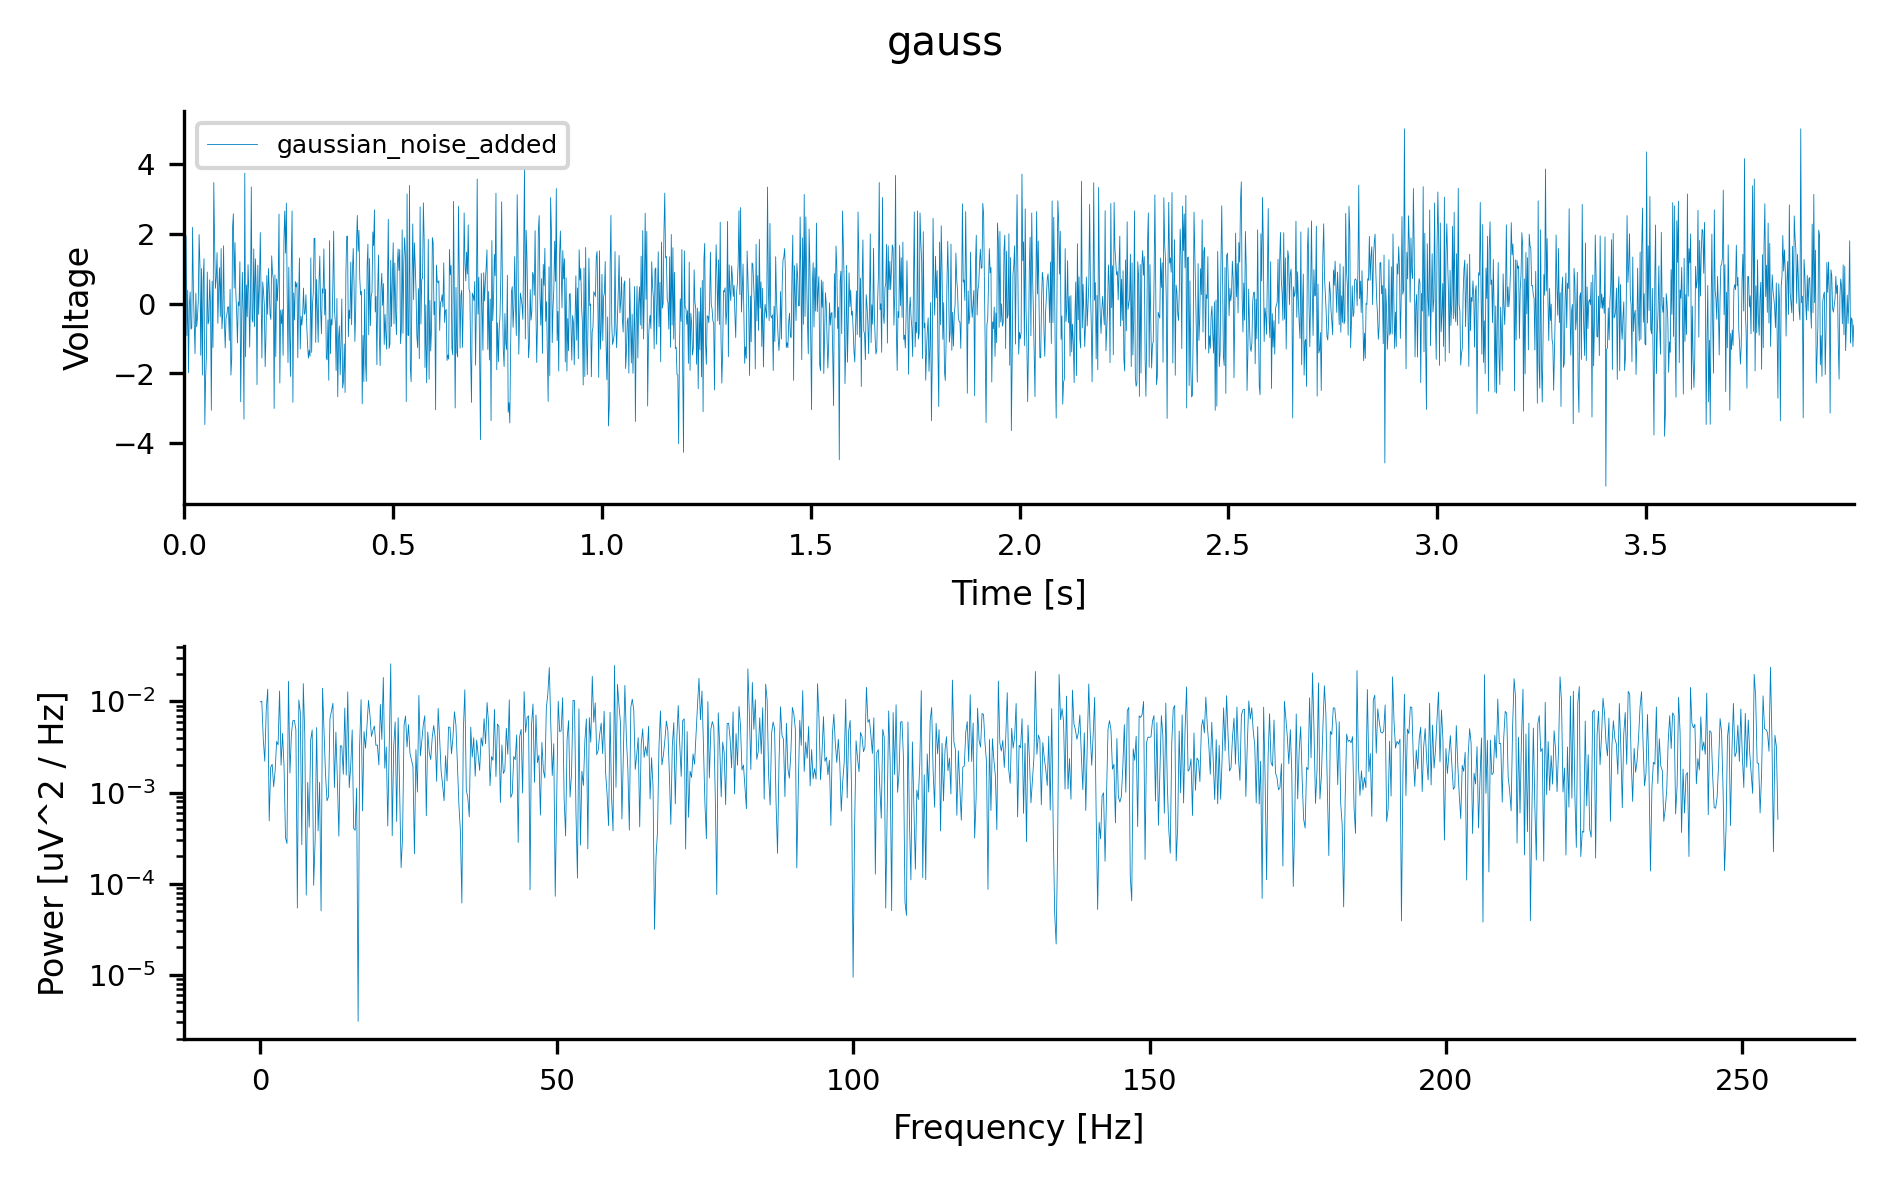 gauss
gaussian_noise_added
Voltage
4
2
0
−2
−4
0.0 0.5 1.0 1.5 2.0 2.5 3.0 3.5
Time [s]
Power [uV^2 / Hz]
10⁻²
10⁻³
10⁻⁴
10⁻⁵
0 50 100 150 200 250
Frequency [Hz]